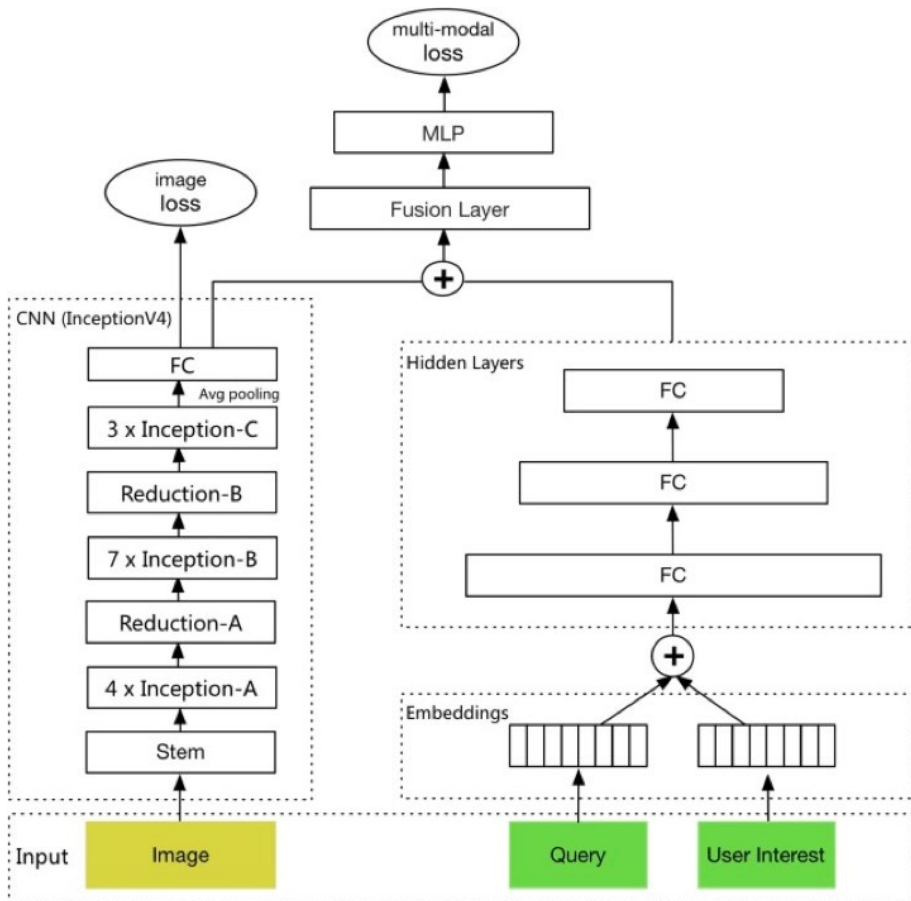 multi-modal
loss
MLP
image
loss
Fusion Layer
+
CNN (InceptionV4)
FC
Avg pooling
3 x Inception-C
Reduction-B
7 x Inception-B
Reduction-A
4 x Inception-A
Stem
Hidden Layers
FC
FC
FC
+
Embeddings
Input
Image
Query
User Interest